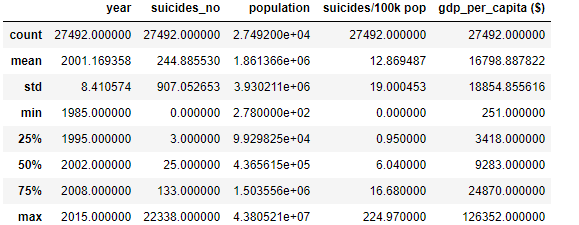 year suicides_no population suicides/100k pop gdp_per_capita ($)
count 27492.000000 27492.000000 2.749200e+04 27492.000000 27492.000000
mean 2001.169358 244.885530 1.861366e+06 12.869487 16798.887822
std 8.410574 907.052653 3.930211e+06 19.000453 18854.855616
min 1985.000000 0.000000 2.780000e+02 0.000000 251.000000
25% 1995.000000 3.000000 9.929825e+04 0.950000 3418.000000
50% 2002.000000 25.000000 4.365615e+05 6.040000 9283.000000
75% 2008.000000 133.000000 1.503556e+06 16.680000 24870.000000
max 2015.000000 22338.000000 4.380521e+07 224.970000 126352.000000